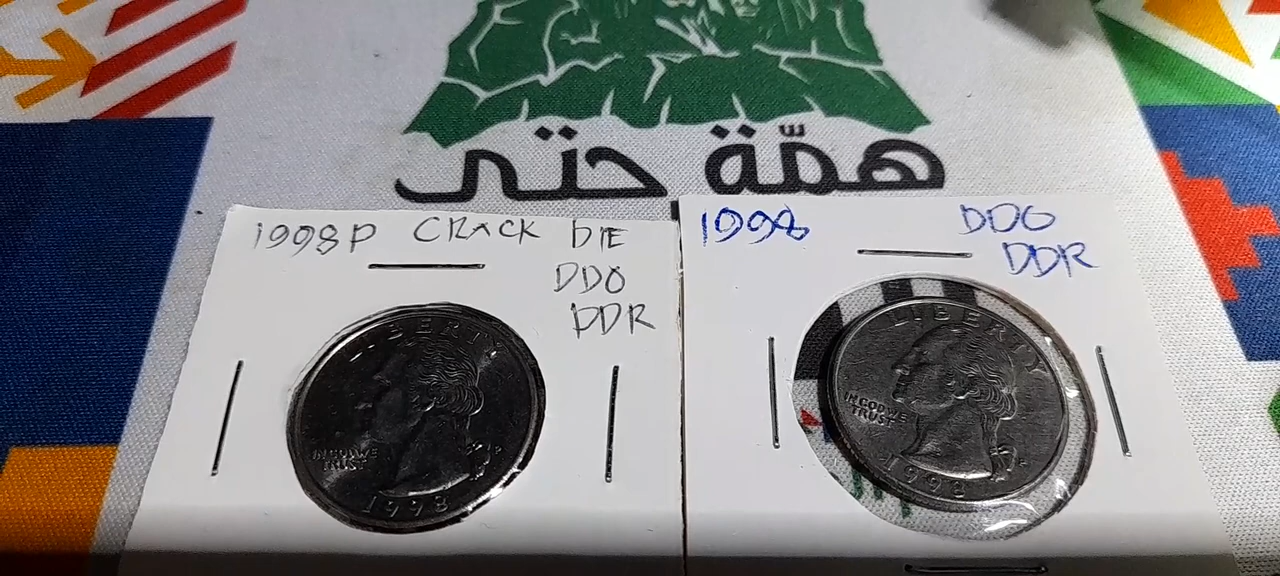 همّة حتى
1998 P CRACK DIE
DDO
DDR
1998 DDO
DDR
LIBERTY
IN GOD WE
TRUST
P
1998
LIBERTY
IN GOD WE
TRUST
P
1998